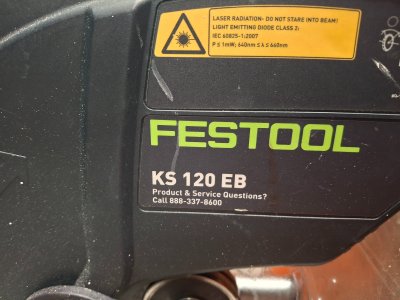 LASER RADIATION- DO NOT STARE INTO BEAM!
LIGHT EMITTING DIODE CLASS 2:
IEC 60825-1:2007
P ≤ 1mW; 640nm ≤ λ ≤ 660nm
FESTOOL
KS 120 EB
Product & Service Questions?
Call 888-337-8600